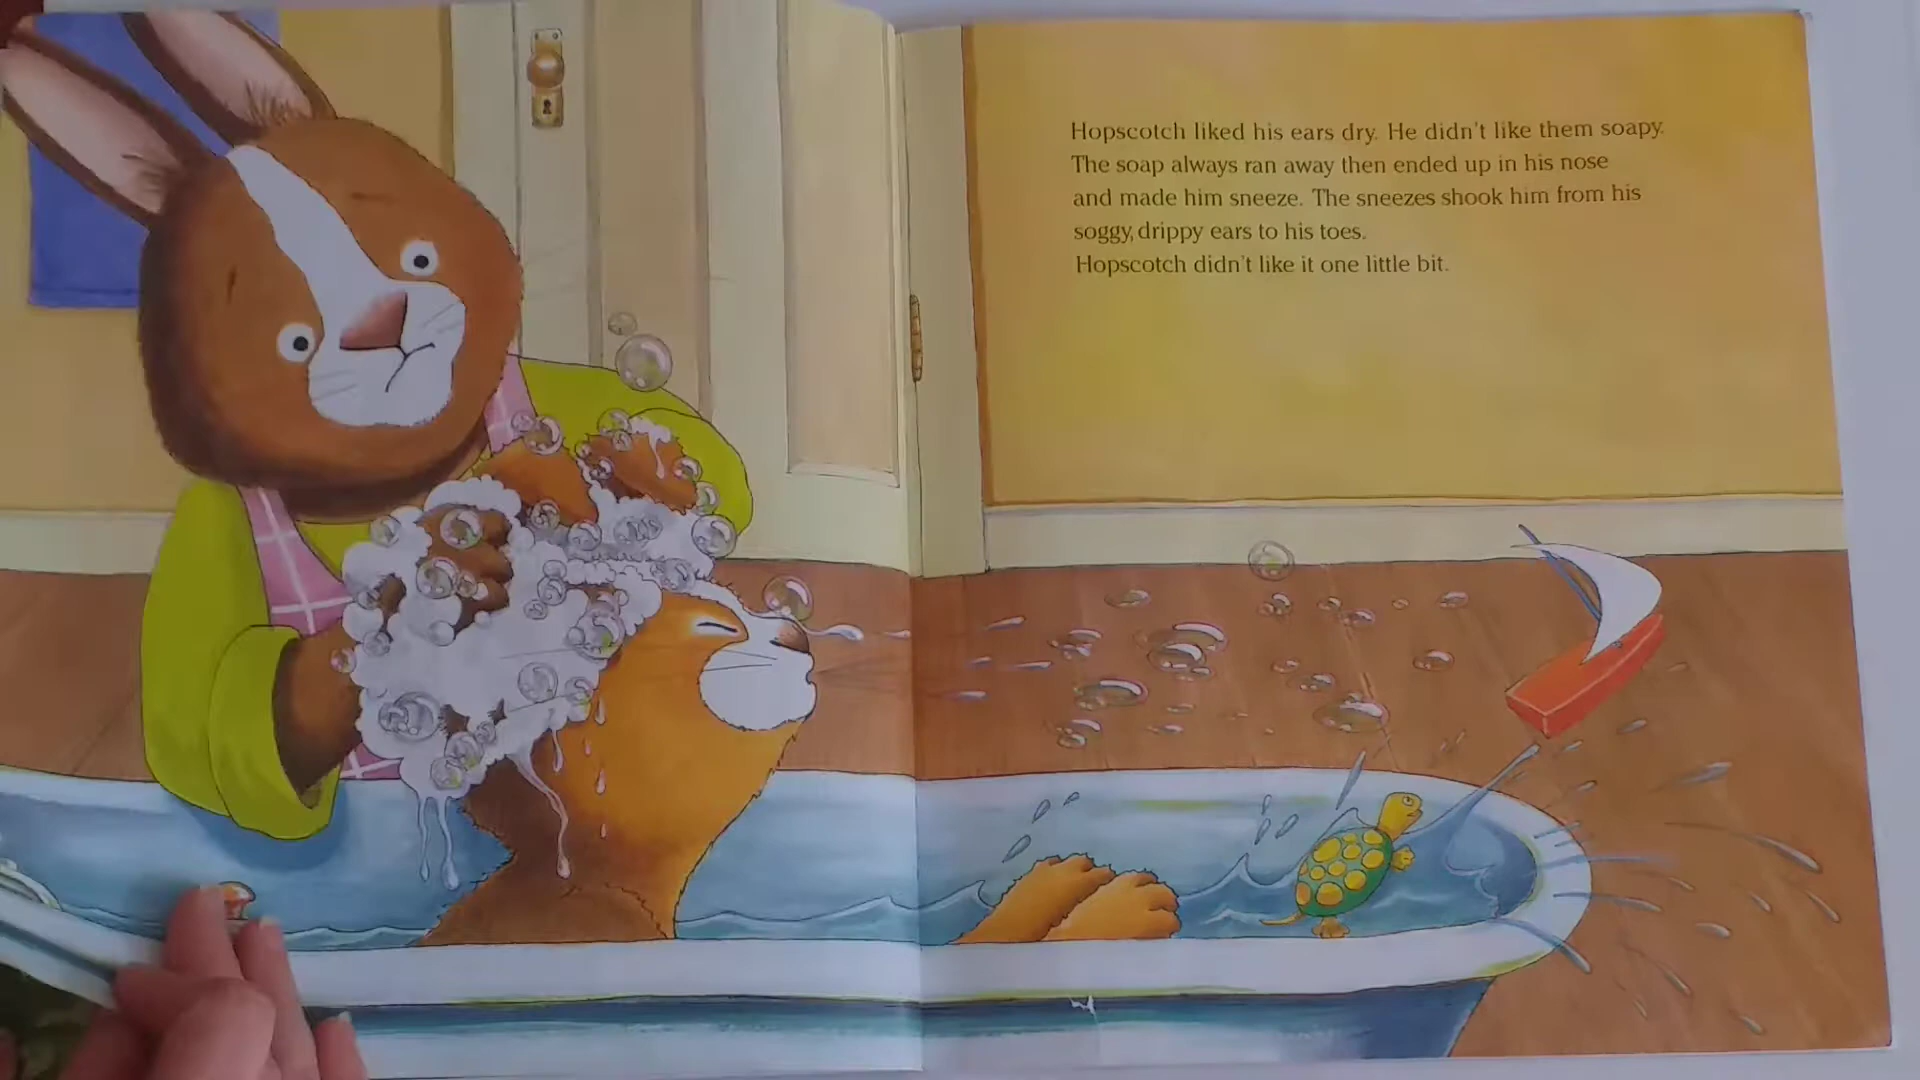 Hopscotch liked his ears dry. He didn't like them soapy.
The soap always ran away then ended up in his nose
and made him sneeze. The sneezes shook him from his
soggy, drippy ears to his toes.
Hopscotch didn't like it one little bit.